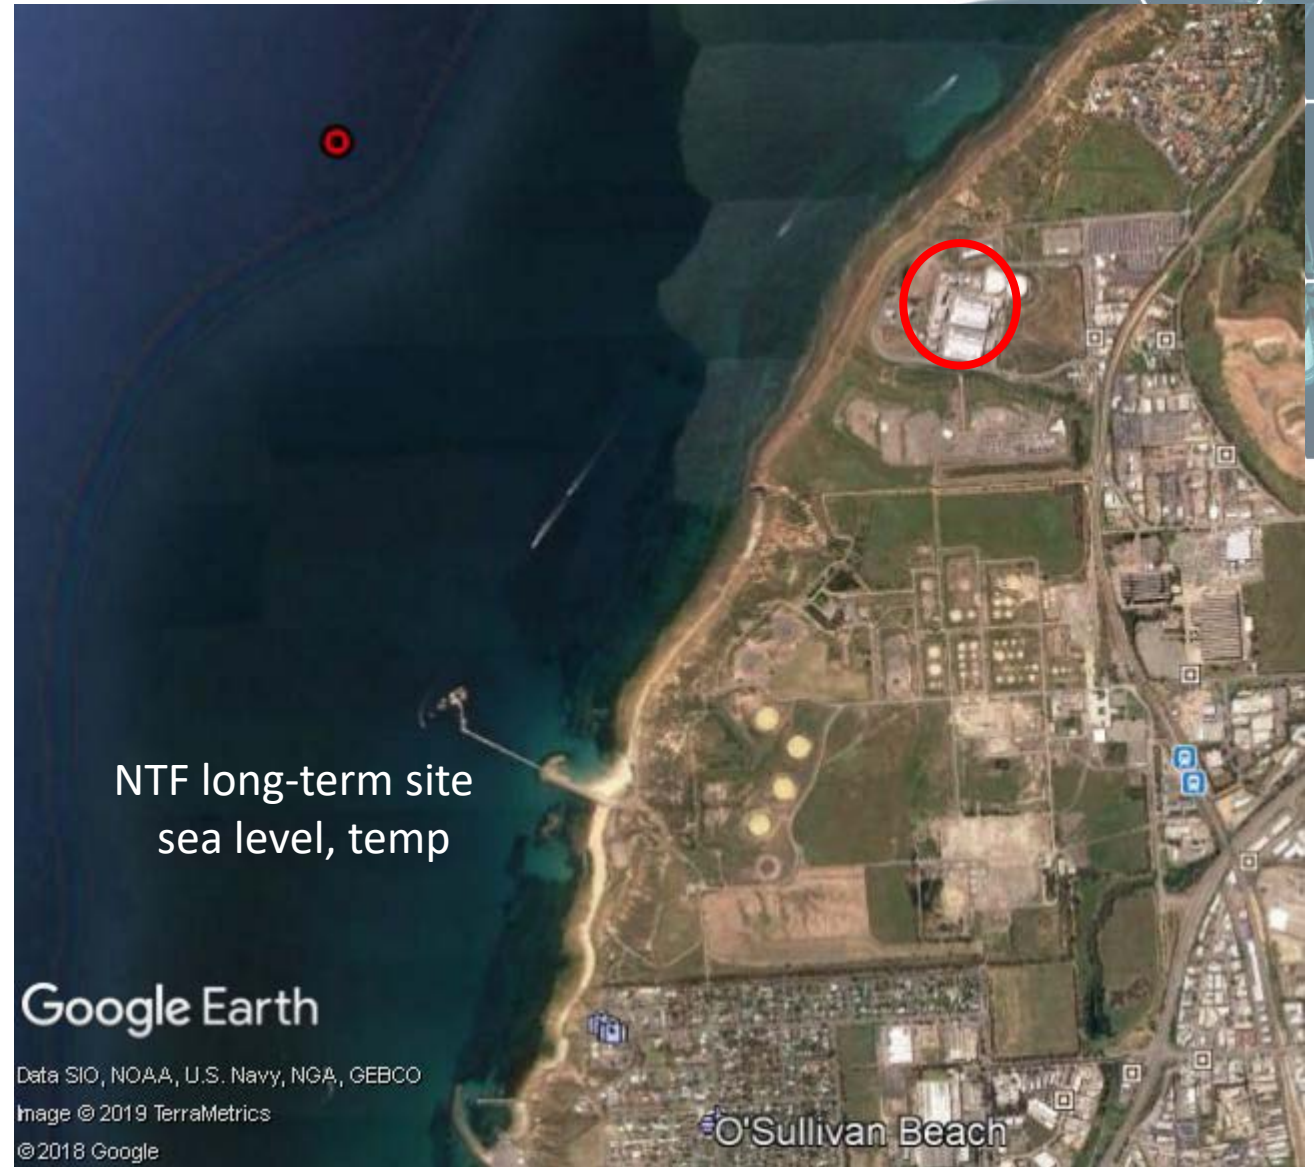 NTF long-term site
sea level, temp
Google Earth
Data SIO, NOAA, U.S. Navy, NGA, GEBCO
Image © 2019 TerraMetrics
© 2018 Google
O'Sullivan Beach